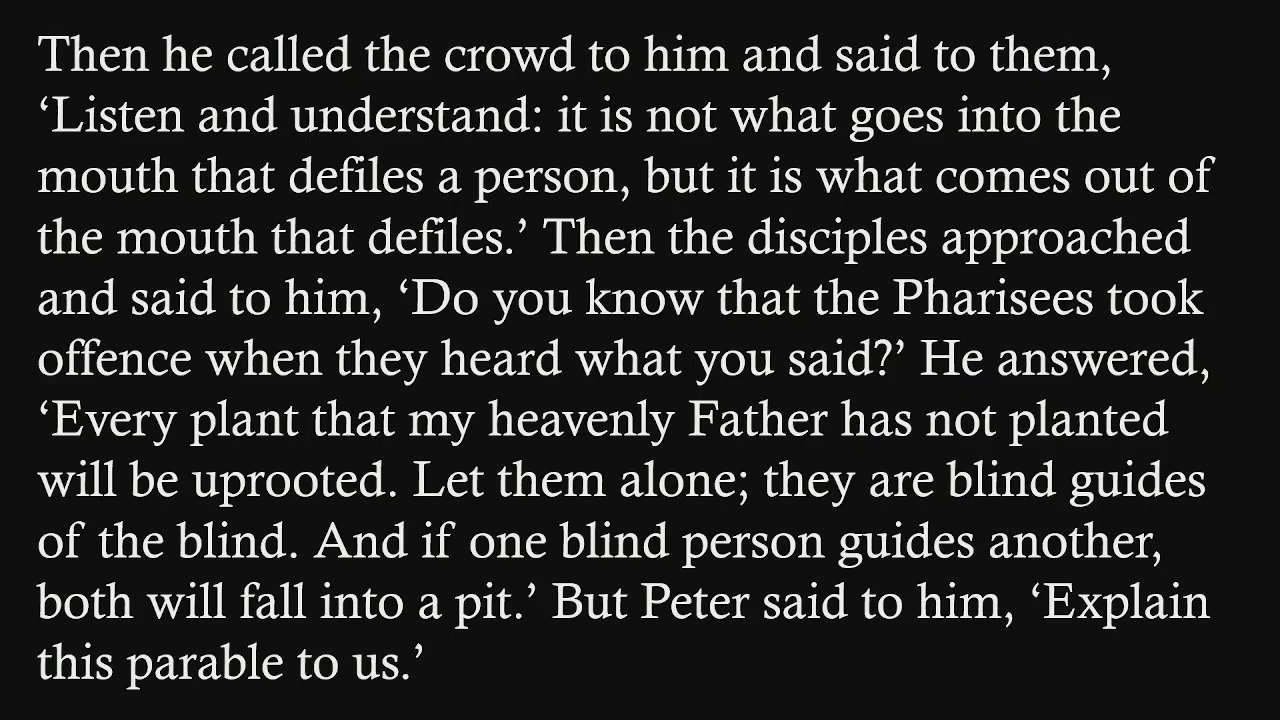 Then he called the crowd to him and said to them,
‘Listen and understand: it is not what goes into the
mouth that defiles a person, but it is what comes out of
the mouth that defiles.’ Then the disciples approached
and said to him, ‘Do you know that the Pharisees took
offence when they heard what you said?’ He answered,
‘Every plant that my heavenly Father has not planted
will be uprooted. Let them alone; they are blind guides
of the blind. And if one blind person guides another,
both will fall into a pit.’ But Peter said to him, ‘Explain
this parable to us.’